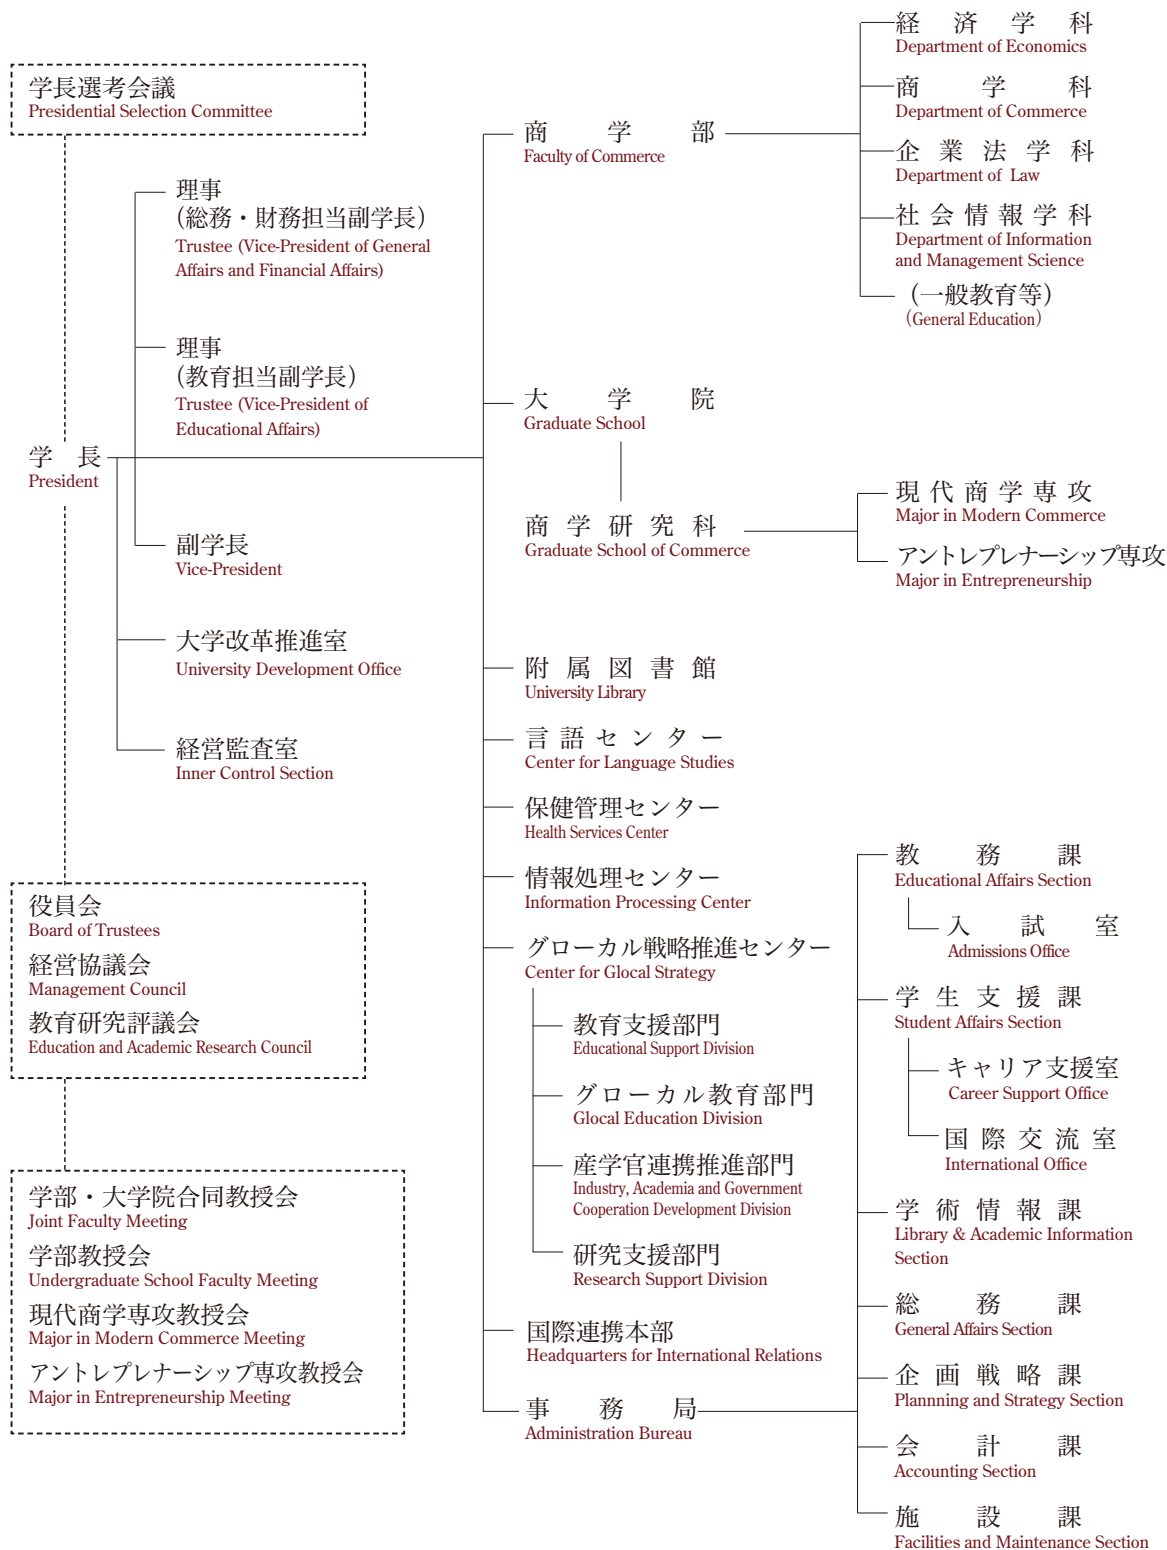 学長選考会議
Presidential Selection Committee
理事
(総務・財務担当副学長)
Trustee (Vice-President of General
Affairs and Financial Affairs)
理事
(教育担当副学長)
Trustee (Vice-President of
Educational Affairs)
学長
President
副学長
Vice-President
大学改革推進室
University Development Office
経営監査室
Inner Control Section
役員会
Board of Trustees
経営協議会
Management Council
教育研究評議会
Education and Academic Research Council
学部・大学院合同教授会
Joint Faculty Meeting
学部教授会
Undergraduate School Faculty Meeting
現代商学専攻教授会
Major in Modern Commerce Meeting
アントレプレナーシップ専攻教授会
Major in Entrepreneurship Meeting
商学部
Faculty of Commerce
経済学科
Department of Economics
商学科
Department of Commerce
企業法学科
Department of Law
社会情報学科
Department of Information
and Management Science
(一般教育等)
(General Education)
大学院
Graduate School
商学研究科
Graduate School of Commerce
現代商学専攻
Major in Modern Commerce
アントレプレナーシップ専攻
Major in Entrepreneurship
附属図書館
University Library
言語センター
Center for Language Studies
保健管理センター
Health Services Center
情報処理センター
Information Processing Center
グローカル戦略推進センター
Center for Glocal Strategy
教育支援部門
Educational Support Division
グローカル教育部門
Glocal Education Division
産学官連携推進部門
Industry, Academia and Government
Cooperation Development Division
研究支援部門
Research Support Division
国際連携本部
Headquarters for International Relations
事務局
Administration Bureau
教務課
Educational Affairs Section
入試室
Admissions Office
学生支援課
Student Affairs Section
キャリア支援室
Career Support Office
国際交流室
International Office
学術情報課
Library & Academic Information
Section
総務課
General Affairs Section
企画戦略課
Plannning and Strategy Section
会計課
Accounting Section
施設課
Facilities and Maintenance Section